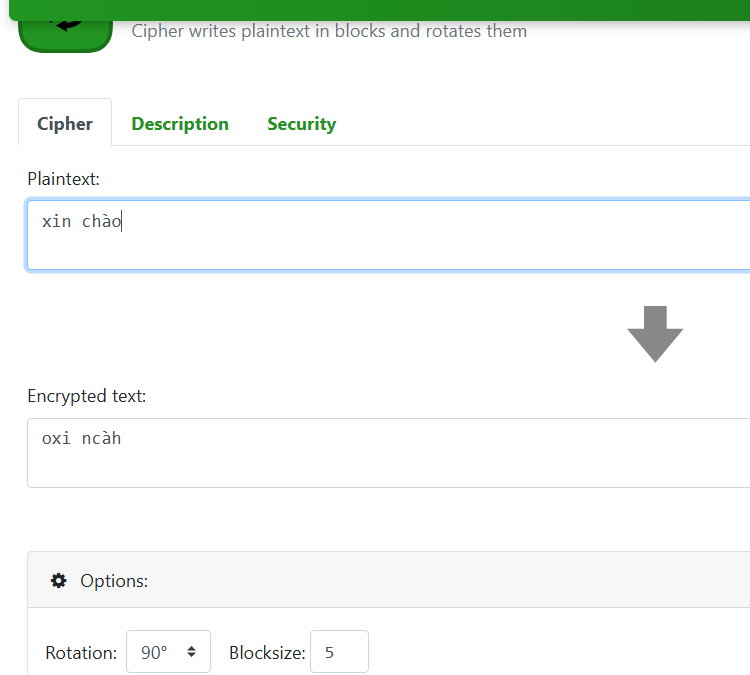 Cipher writes plaintext in blocks and rotates them
Cipher Description Security
Plaintext:
xin chào
Encrypted text:
oxi ncàh
Options:
Rotation: 90° Blocksize: 5